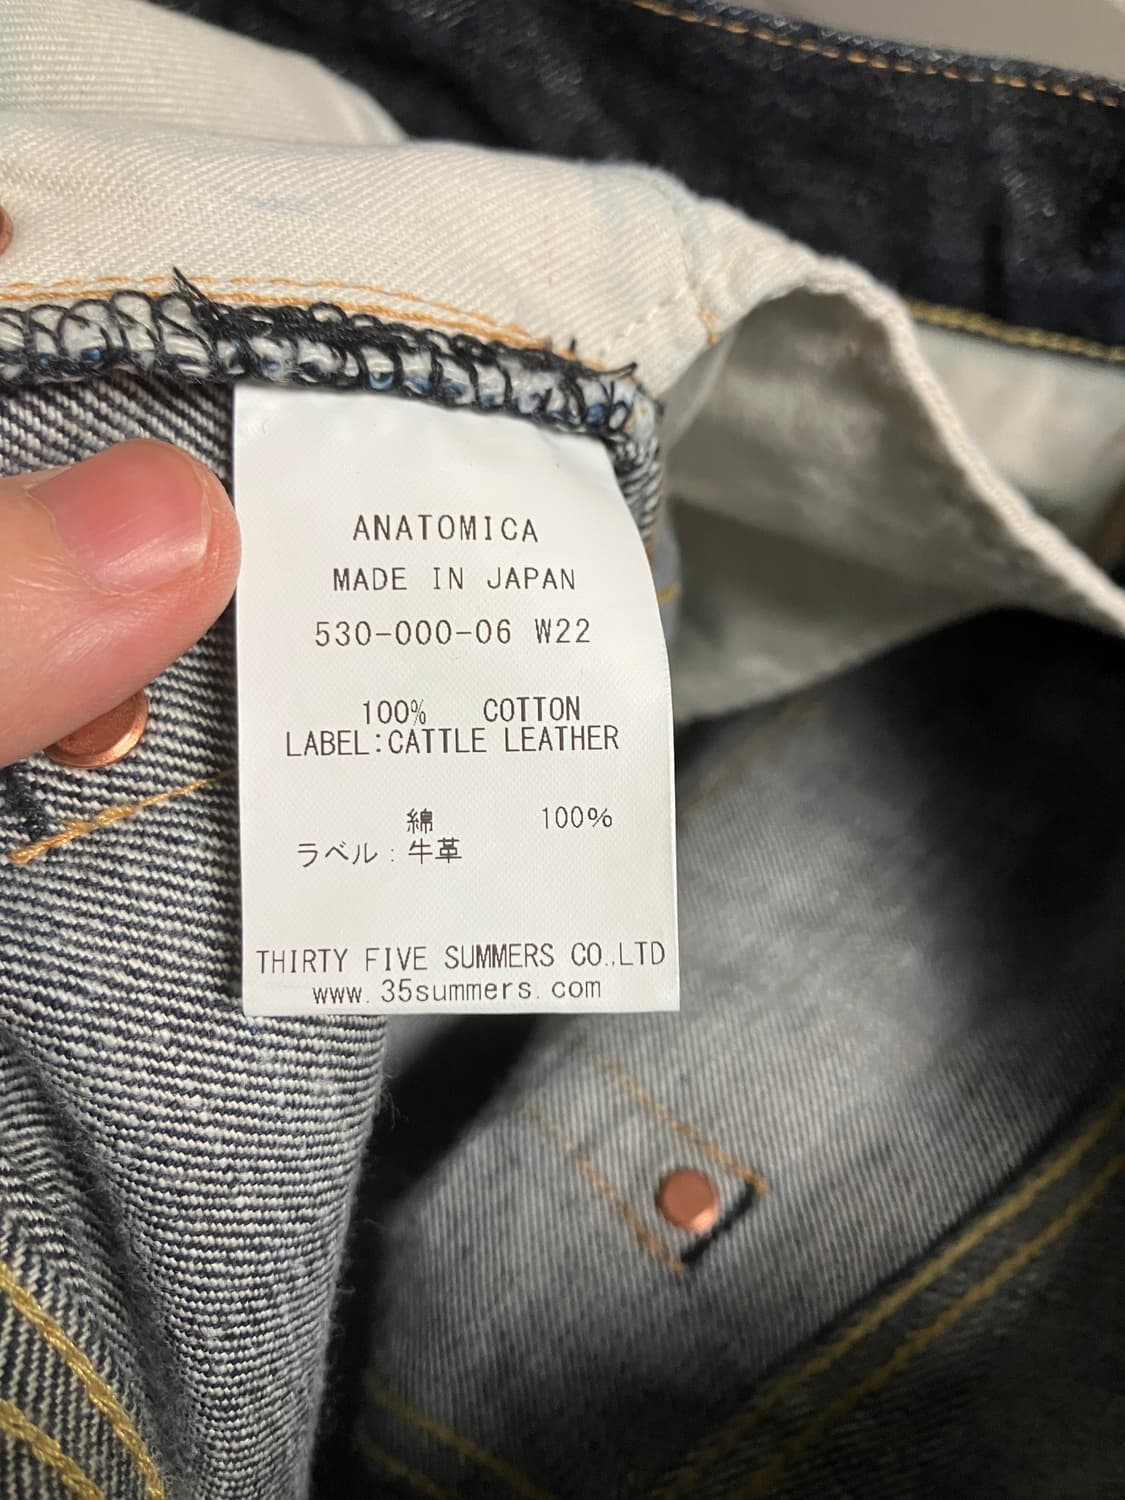 ANATOMICA
MADE IN JAPAN
530-000-06 W22
100% COTTON
LABEL:CATTLE LEATHER
綿 100%
ラベル:牛革
THIRTY FIVE SUMMERS CO.,LTD
www.35summers.com